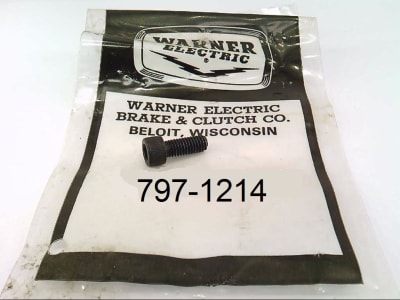 WARNER
ELECTRIC
®
WARNER ELECTRIC
BRAKE & CLUTCH CO.
BELOIT, WISCONSIN
797-1214